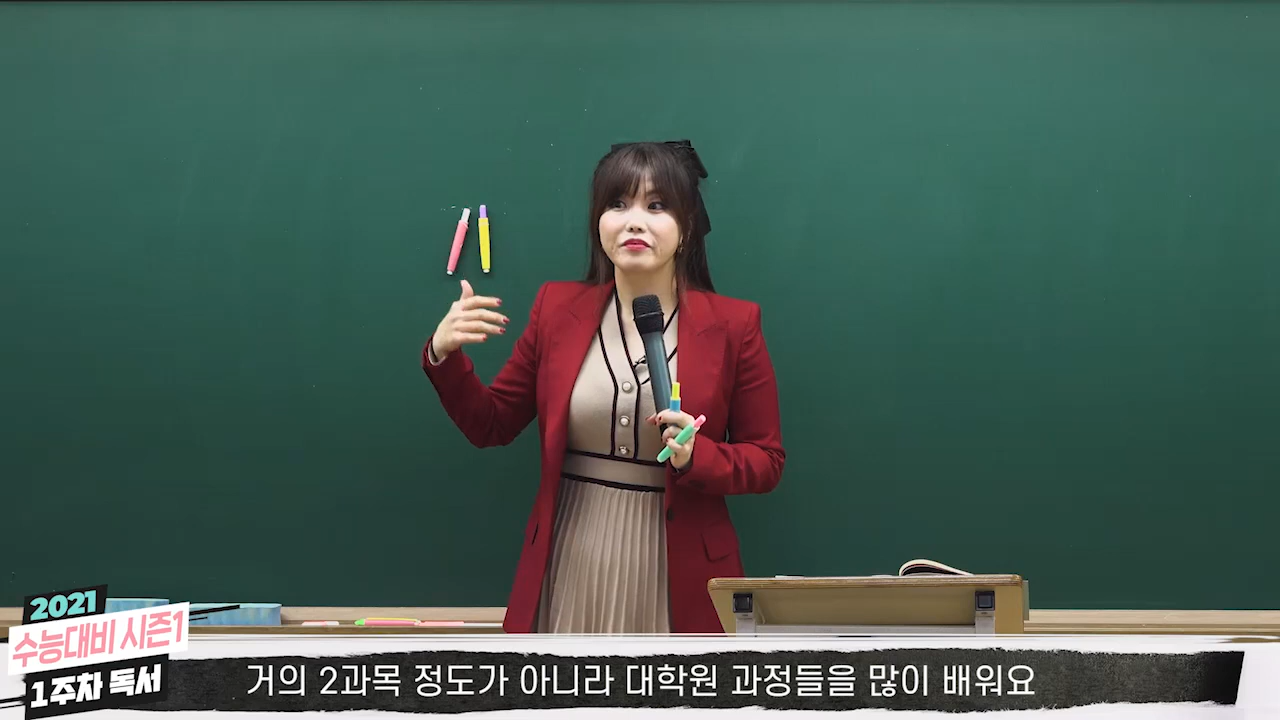 2021
수능대비 시즌1
1주차 독서
거의 2과목 정도가 아니라 대학원 과정들을 많이 배워요